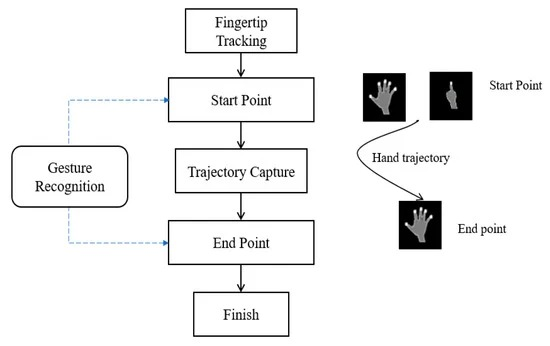 Fingertip
Tracking
Start Point
Start Point
Hand trajectory
Gesture
Recognition
Trajectory Capture
End Point
End point
Finish